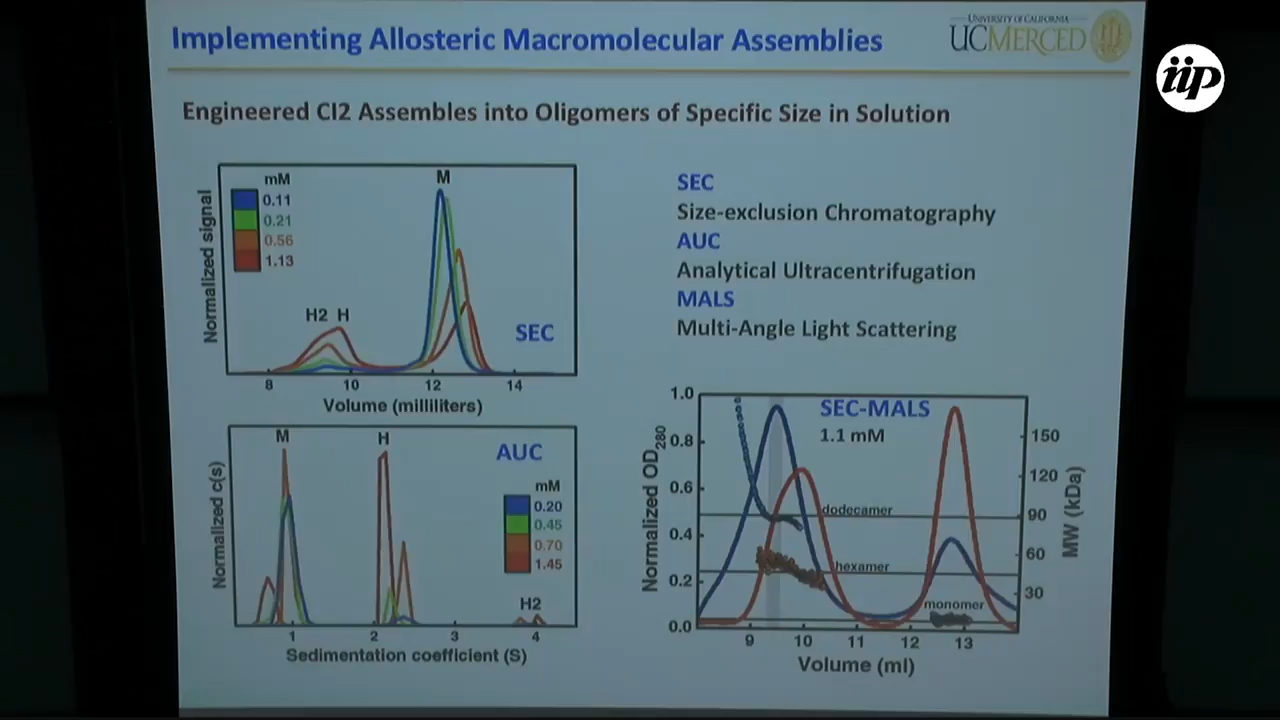 Implementing Allosteric Macromolecular Assemblies
UNIVERSITY OF CALIFORNIA
UCMERCED
iip
Engineered CI2 Assembles into Oligomers of Specific Size in Solution
Normalized signal
mM
0.11
0.21
0.56
1.13
M
H2 H
SEC
8 10 12 14
Volume (milliliters)
SEC
Size-exclusion Chromatography
AUC
Analytical Ultracentrifugation
MALS
Multi-Angle Light Scattering
Normalized c(s)
M
H
AUC
mM
0.20
0.45
0.70
1.45
H2
1 2 3 4
Sedimentation coefficient (S)
Normalized OD280
1.0
0.8
0.6
0.4
0.2
0.0
SEC-MALS
1.1 mM
dodecamer
hexamer
monomer
150
120
90
60
30
MW (kDa)
9 10 11 12 13
Volume (ml)